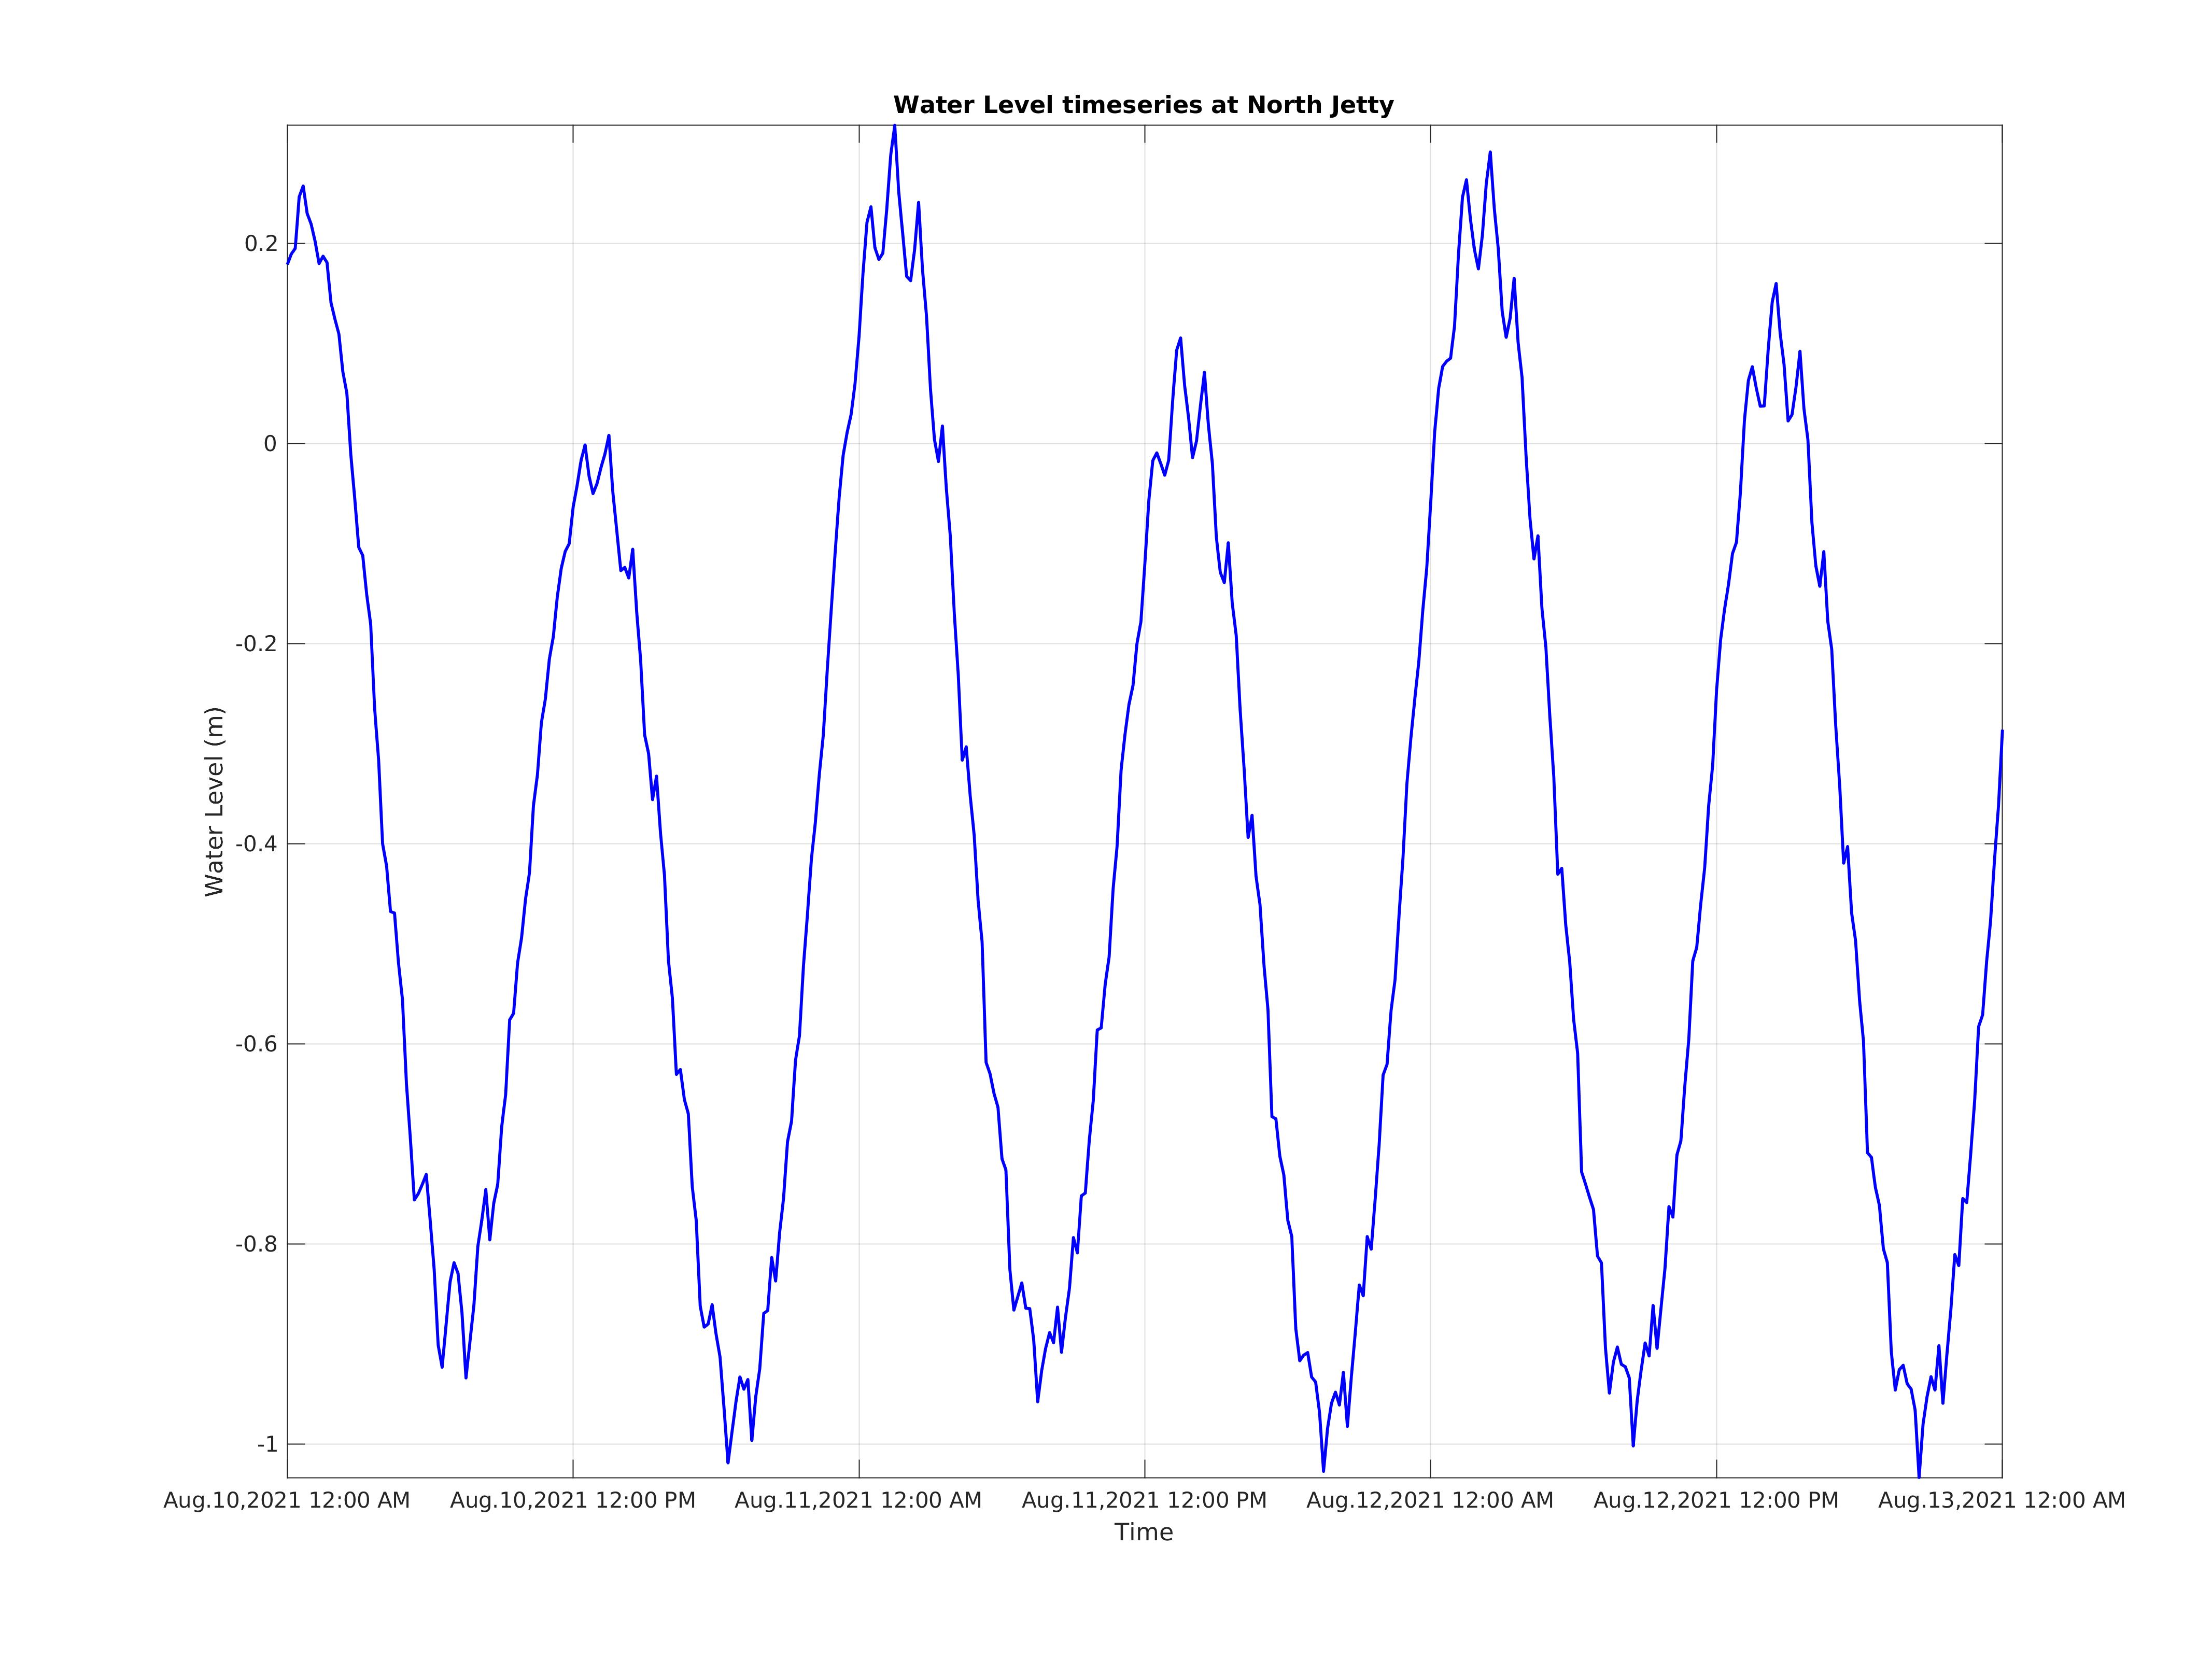 Water Level timeseries at North Jetty
0.2
0
-0.2
-0.4
-0.6
-0.8
-1
Water Level (m)
Aug.10,2021 12:00 AM
Aug.10,2021 12:00 PM
Aug.11,2021 12:00 AM
Aug.11,2021 12:00 PM
Aug.12,2021 12:00 AM
Aug.12,2021 12:00 PM
Aug.13,2021 12:00 AM
Time